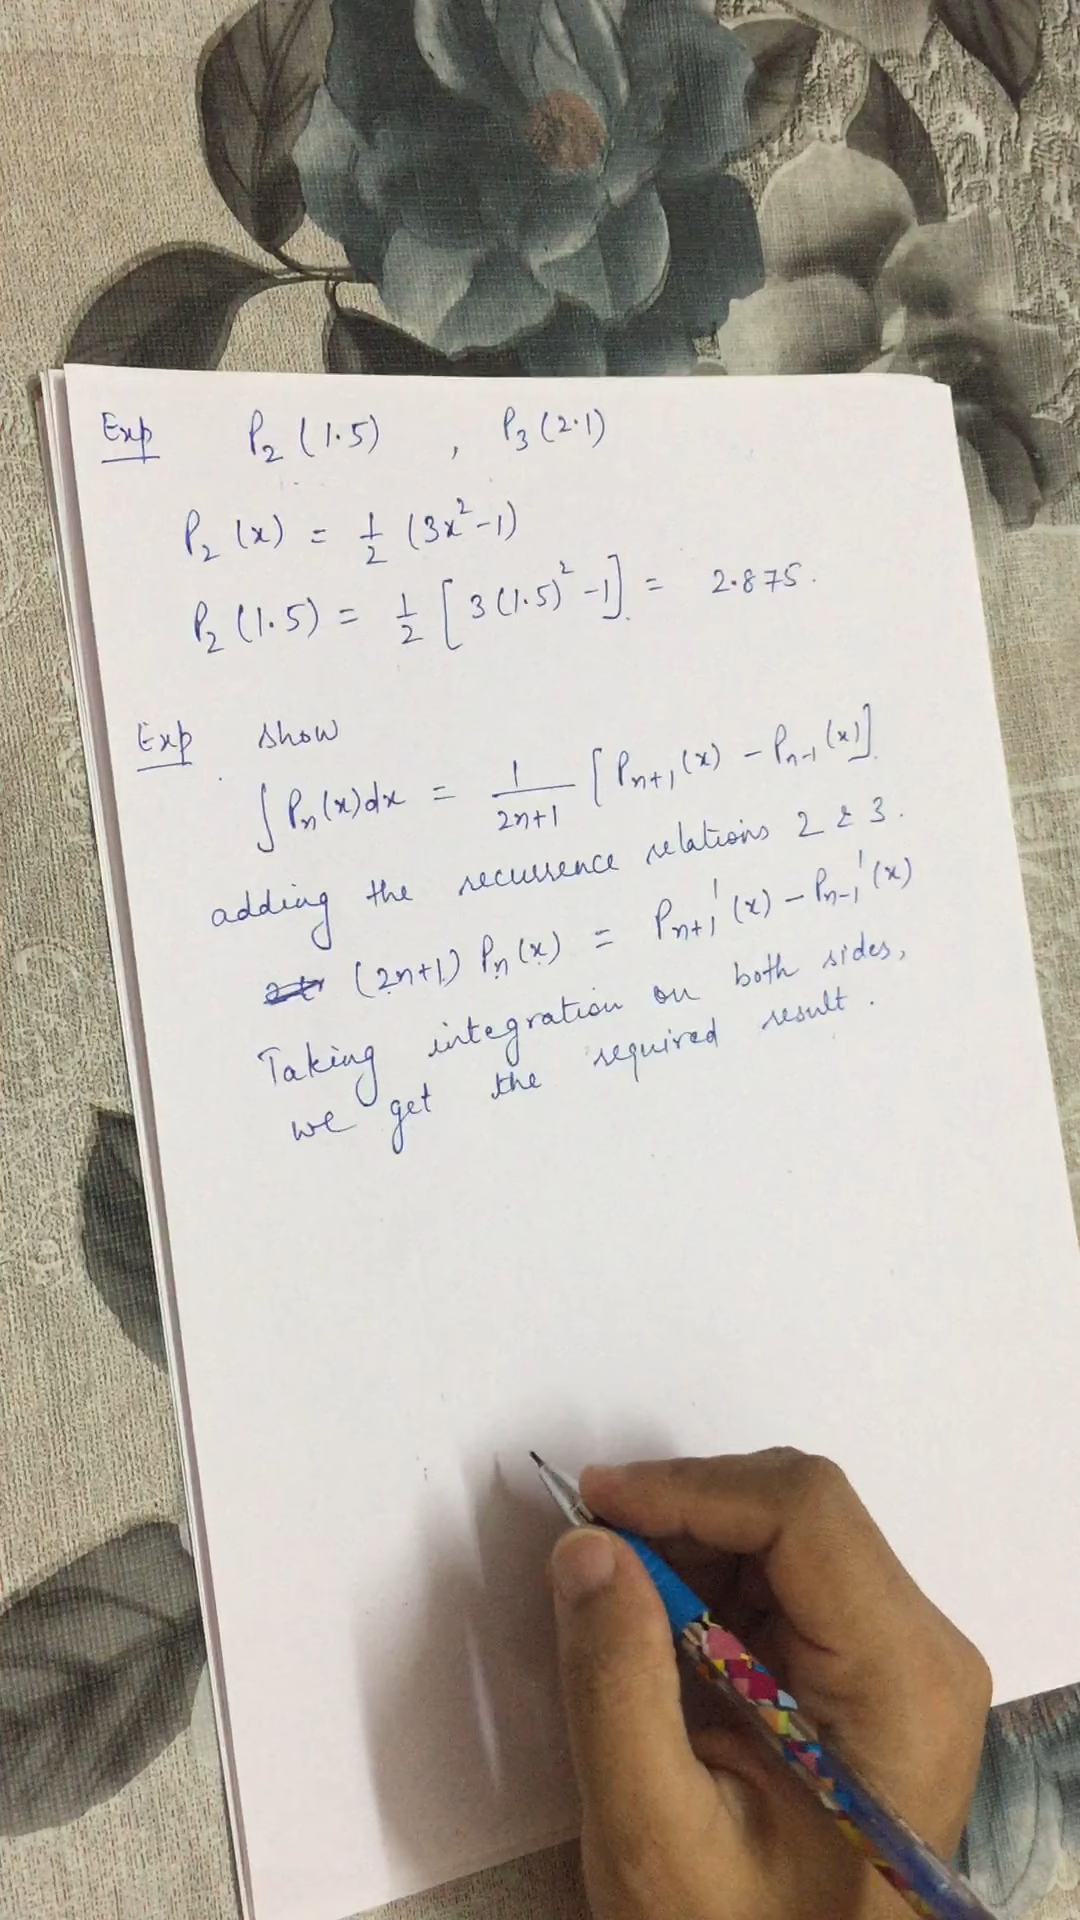 Exp P₂ (1.5) , P₃ (2.1)
P₂ (x) = 1/2 (3x² - 1)
P₂ (1.5) = 1/2 [3 (1.5)² - 1] = 2.875.
Exp show
∫ Pₙ(x)dx = 1/(2n+1) [Pₙ₊₁(x) - Pₙ₋₁(x)]
adding the recurrence relations 2 & 3.
(2n+1) Pₙ(x) = Pₙ₊₁'(x) - Pₙ₋₁'(x)
Taking integration on both sides,
we get the required result.